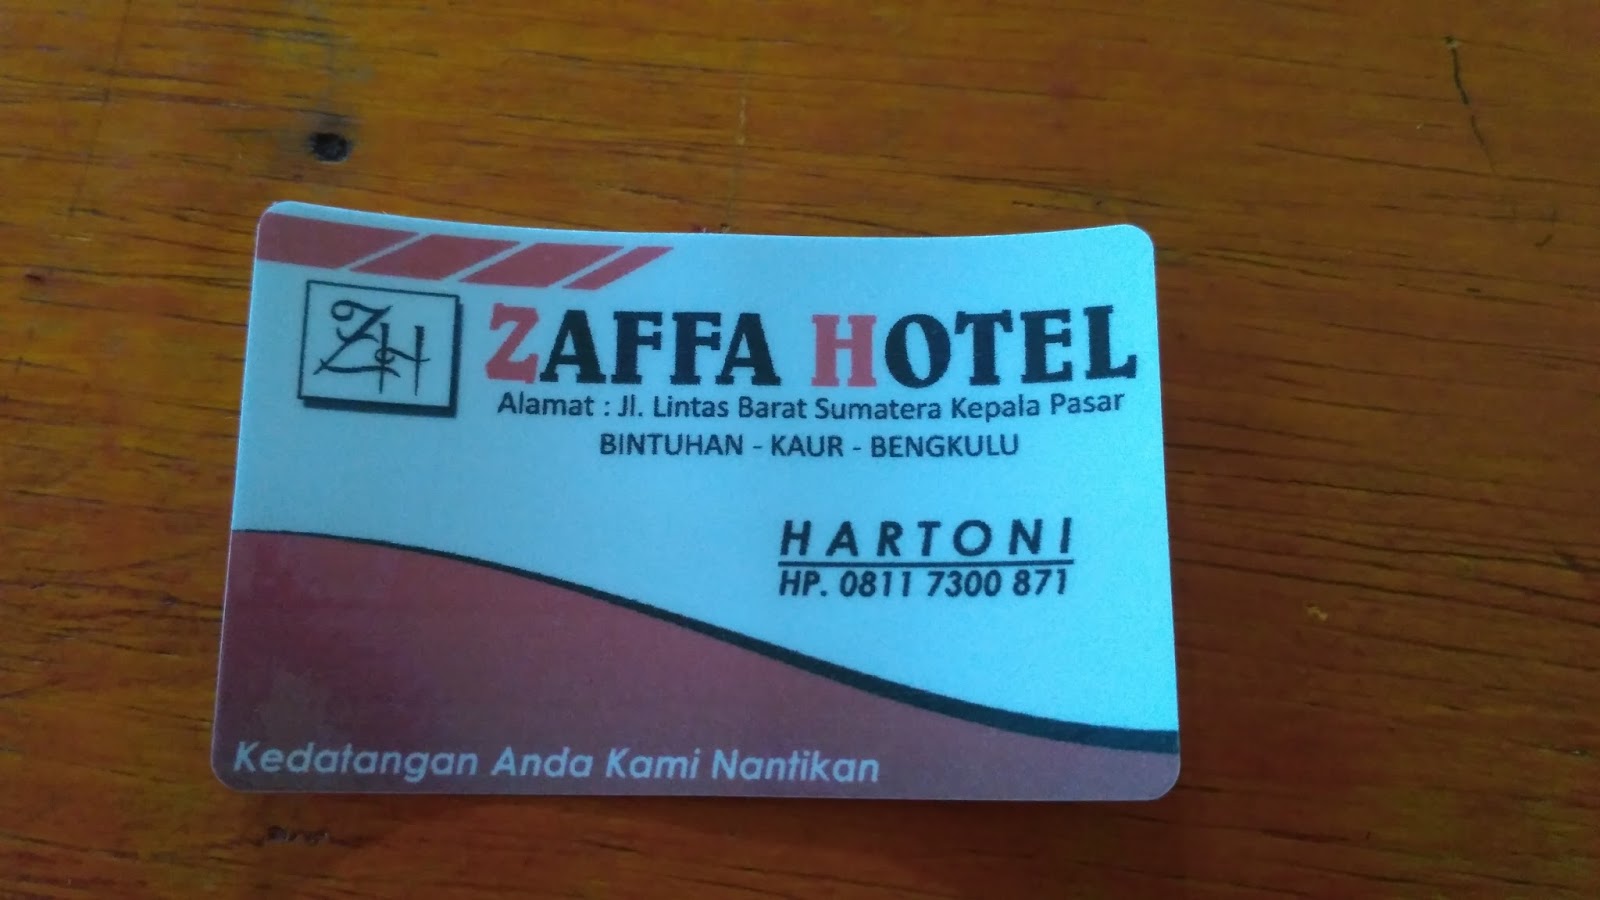 ZH
ZAFFA HOTEL
Alamat : Jl. Lintas Barat Sumatera Kepala Pasar
BINTUHAN - KAUR - BENGKULU
HARTONI
HP. 0811 7300 871
Kedatangan Anda Kami Nantikan